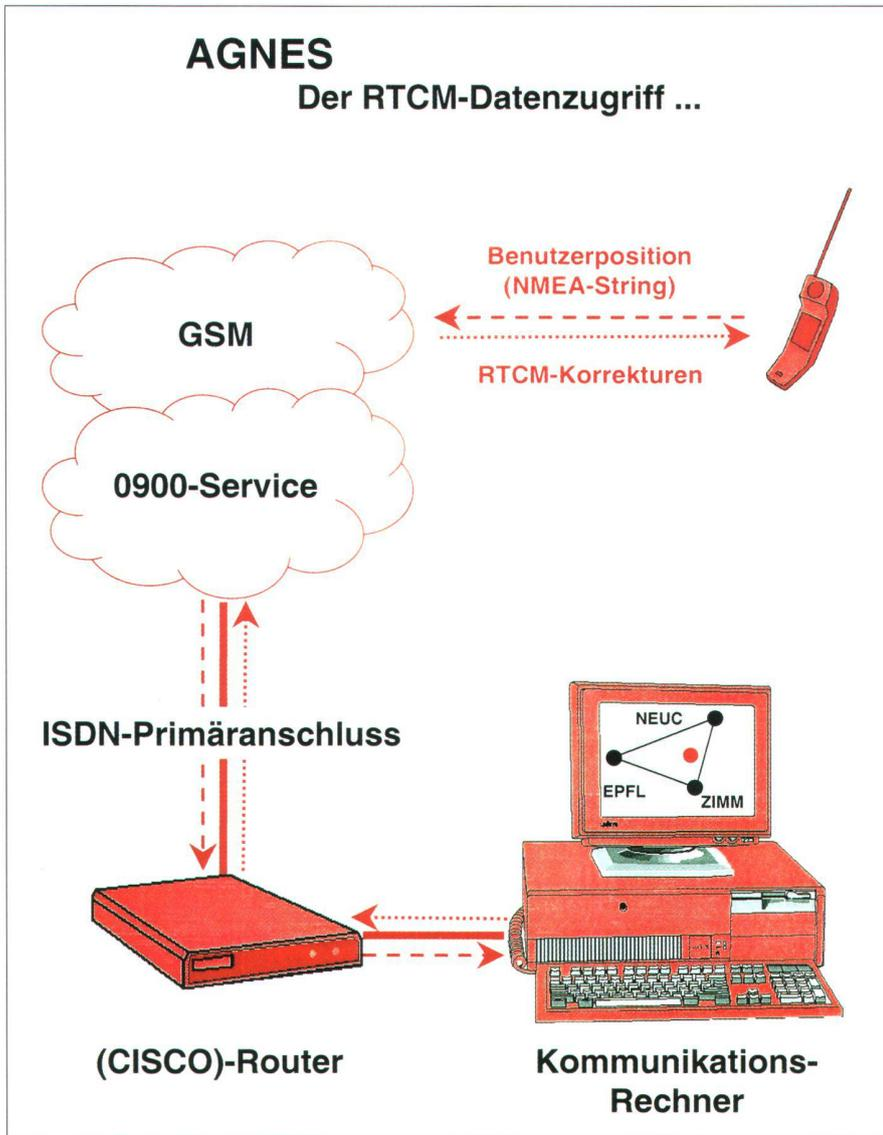 AGNES
Der RTCM-Datenzugriff ...
Benutzerposition
(NMEA-String)
GSM
RTCM-Korrekturen
0900-Service
ISDN-Primäranschluss
NEUC
EPFL
ZIMM
(CISCO)-Router
Kommunikations-
Rechner